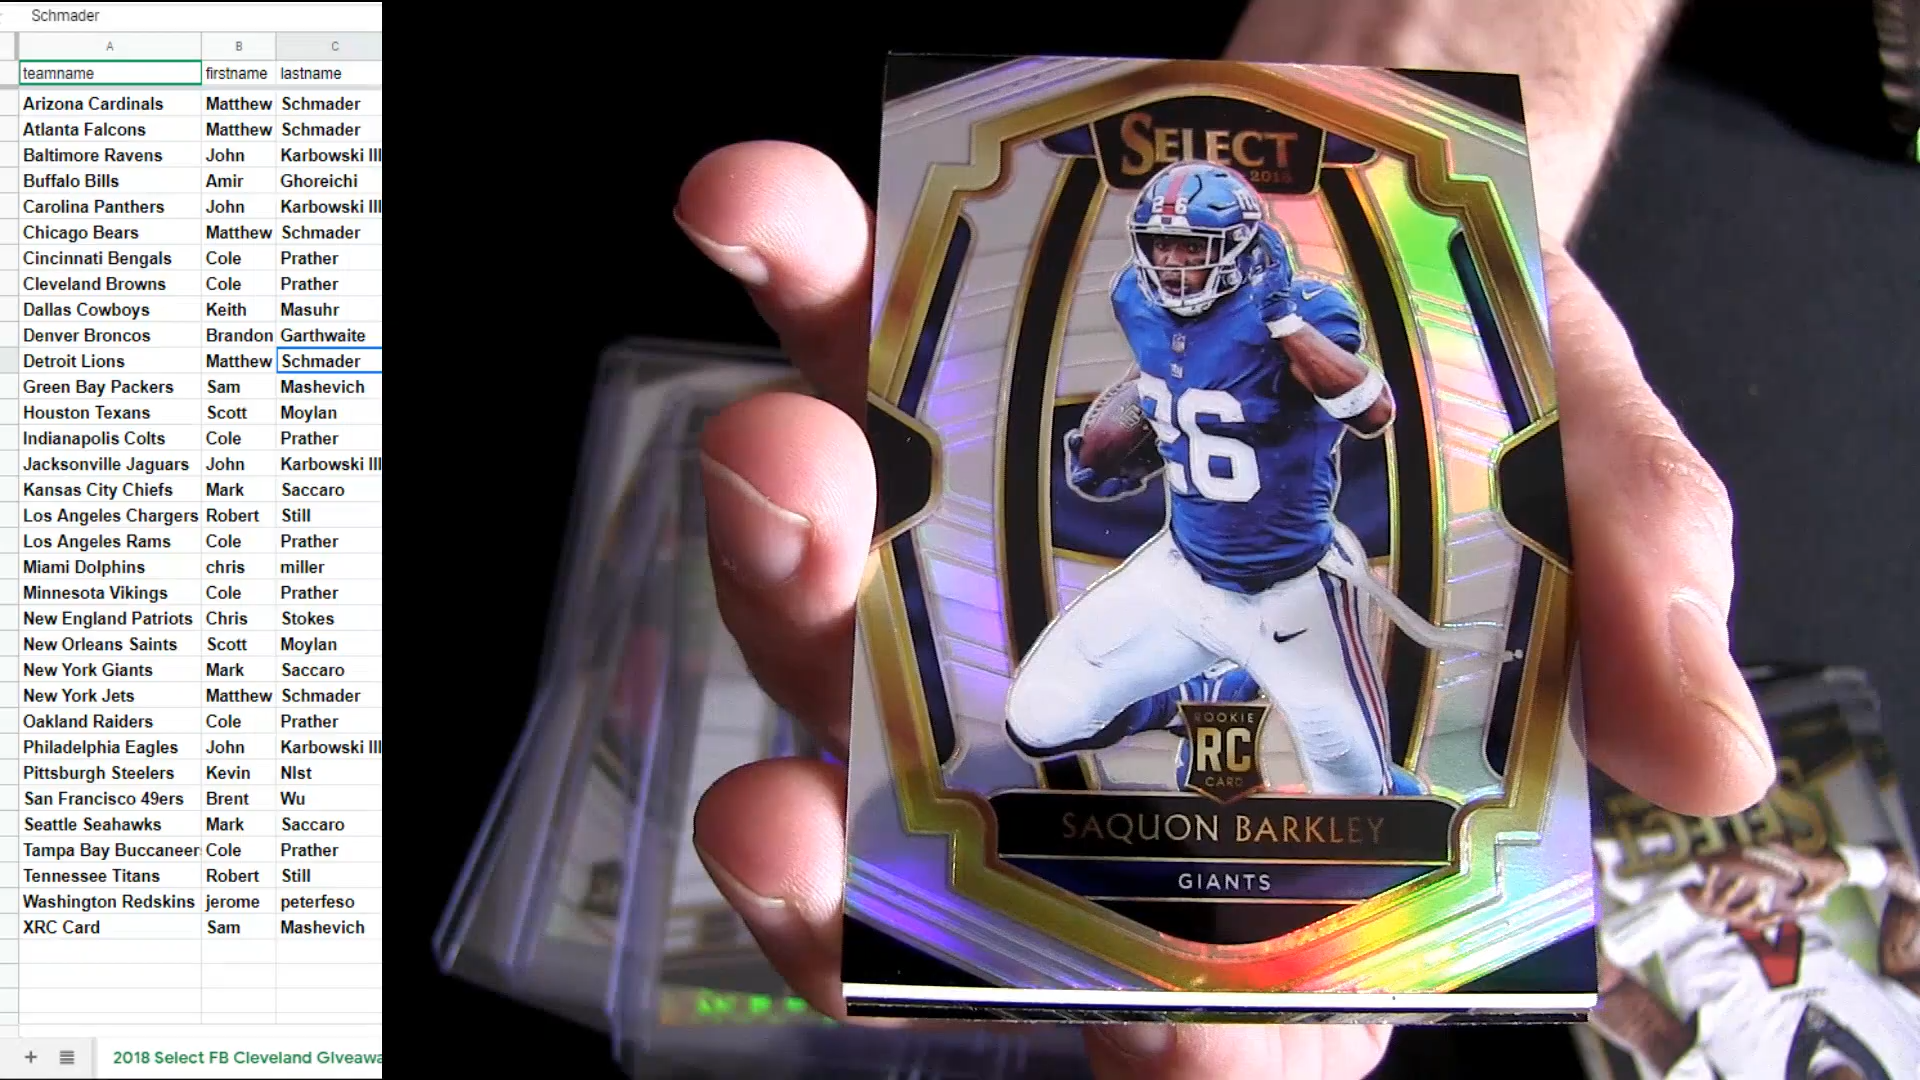 Schmader
A B C
teamname firstname lastname
Arizona Cardinals Matthew Schmader
Atlanta Falcons Matthew Schmader
Baltimore Ravens John Karbowski III
Buffalo Bills Amir Ghoreichi
Carolina Panthers John Karbowski III
Chicago Bears Matthew Schmader
Cincinnati Bengals Cole Prather
Cleveland Browns Cole Prather
Dallas Cowboys Keith Masuhr
Denver Broncos Brandon Garthwaite
Detroit Lions Matthew Schmader
Green Bay Packers Sam Mashevich
Houston Texans Scott Moylan
Indianapolis Colts Cole Prather
Jacksonville Jaguars John Karbowski III
Kansas City Chiefs Mark Saccaro
Los Angeles Chargers Robert Still
Los Angeles Rams Cole Prather
Miami Dolphins chris miller
Minnesota Vikings Cole Prather
New England Patriots Chris Stokes
New Orleans Saints Scott Moylan
New York Giants Mark Saccaro
New York Jets Matthew Schmader
Oakland Raiders Cole Prather
Philadelphia Eagles John Karbowski III
Pittsburgh Steelers Kevin NIst
San Francisco 49ers Brent Wu
Seattle Seahawks Mark Saccaro
Tampa Bay Buccaneer Cole Prather
Tennessee Titans Robert Still
Washington Redskins jerome peterfeso
XRC Card Sam Mashevich
2018 Select FB Cleveland GIveawa
SELECT
2018
26
26
ROOKIE
RC
CARD
SAQUON BARKLEY
GIANTS
SELECT